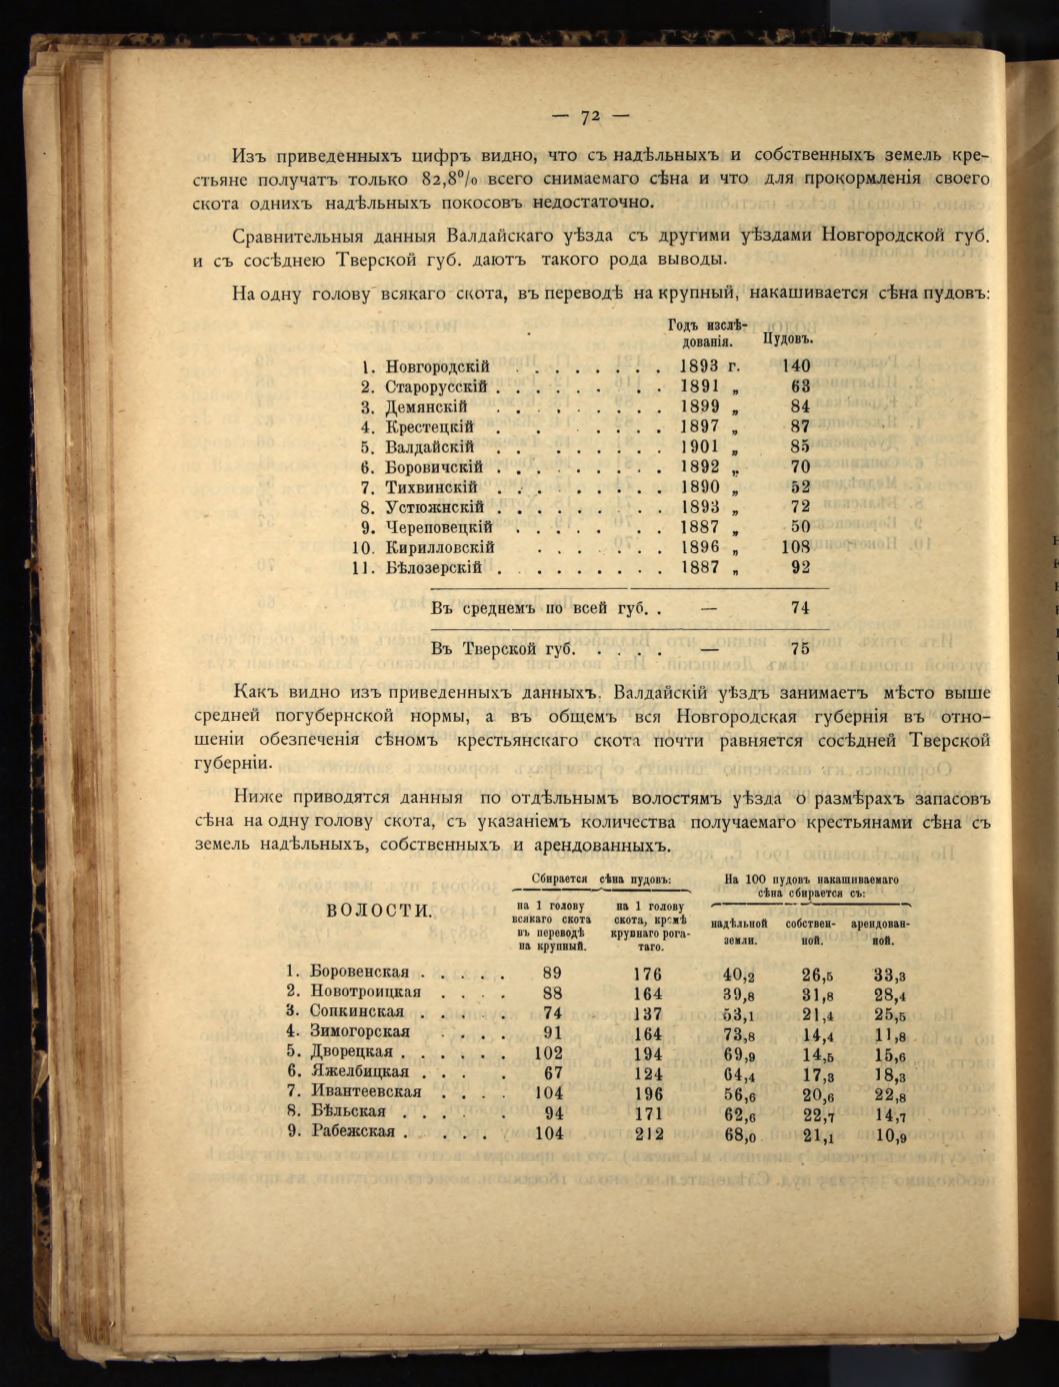 — 72 —
Изъ приведенныхъ цифръ видно, что съ надѣльныхъ и собственныхъ земель кре-
стьяне получатъ только 82,8% всего снимаемаго сѣна и что для прокормленія своего
скота однихъ надѣльныхъ покосовъ недостаточно.
Сравнительныя данныя Валдайскаго уѣзда съ другими уѣздами Новгородской губ.
и съ сосѣднею Тверской губ. даютъ такого рода выводы.
На одну голову всякаго скота, въ переводѣ на крупный, накашивается сѣна пудовъ:
Годъ изслѣ-
дованія. Пудовъ.
1. Новгородскій . . . . . . . . 1893 г. 140
2. Старорусскій . . . . . . . . . 1891 „ 63
3. Демянскій . . . . . . . . . 1899 „ 84
4. Крестецкій . . . . . . 1897 „ 87
5. Валдайскій . . . . . . . . 1901 „ 85
6. Боровичскій . . . . . . . . . 1892 „ 70
7. Тихвинскій . . . . . . . . . 1890 „ 52
8. Устюжнскій . . . . . . . . . 1893 „ 72
9. Череповецкій . . . . . . . 1887 „ 50
10. Кирилловскій . . . . . . . 1896 „ 108
11. Бѣлозерскій . . . . . . . . . 1887 „ 92
Въ среднемъ по всей губ. . — 74
Въ Тверской губ. . . . . — 75
Какъ видно изъ приведенныхъ данныхъ. Валдайскій уѣздъ занимаетъ мѣсто выше
средней погубернской нормы, а въ общемъ вся Новгородская губернія въ отно-
шеніи обезпеченія сѣномъ крестьянскаго скота почти равняется сосѣдней Тверской
губерніи.
Ниже приводятся данныя по отдѣльнымъ волостямъ уѣзда о размѣрахъ запасовъ
сѣна на одну голову скота, съ указаніемъ количества получаемаго крестьянами сѣна съ
земель надѣльныхъ, собственныхъ и арендованныхъ.
Сбирается сѣна пудовъ: На 100 пудовъ накашиваемаго
сѣна сбирается съ:
ВОЛОСТИ.
на 1 голову
всякаго скота
въ переводѣ
на крупный.
на 1 голову
скота, кромѣ
крупнаго рога-
таго.
надѣльной
земли.
собствен-
ной.
арендован-
ной.
1. Боровенская . . . . . 89 176 40,2 26,5 33,3
2. Новотроицкая . . . . 88 164 39,8 31,8 28,4
3. Сопкинская . . . . . 74 137 53,1 21,4 25,5
4. Зимогорская . . . . 91 164 73,8 14,4 11,8
5. Дворецкая . . . . . . 102 194 69,9 14,5 15,6
6. Яжелбицкая . . . . 67 124 64,4 17,3 18,3
7. Ивантеевская . . . . 104 196 56,6 20,6 22,8
8. Бѣльская . . . . . 94 171 62,6 22,7 14,7
9. Рабежская . . . . 104 212 68,0 21,1 10,9